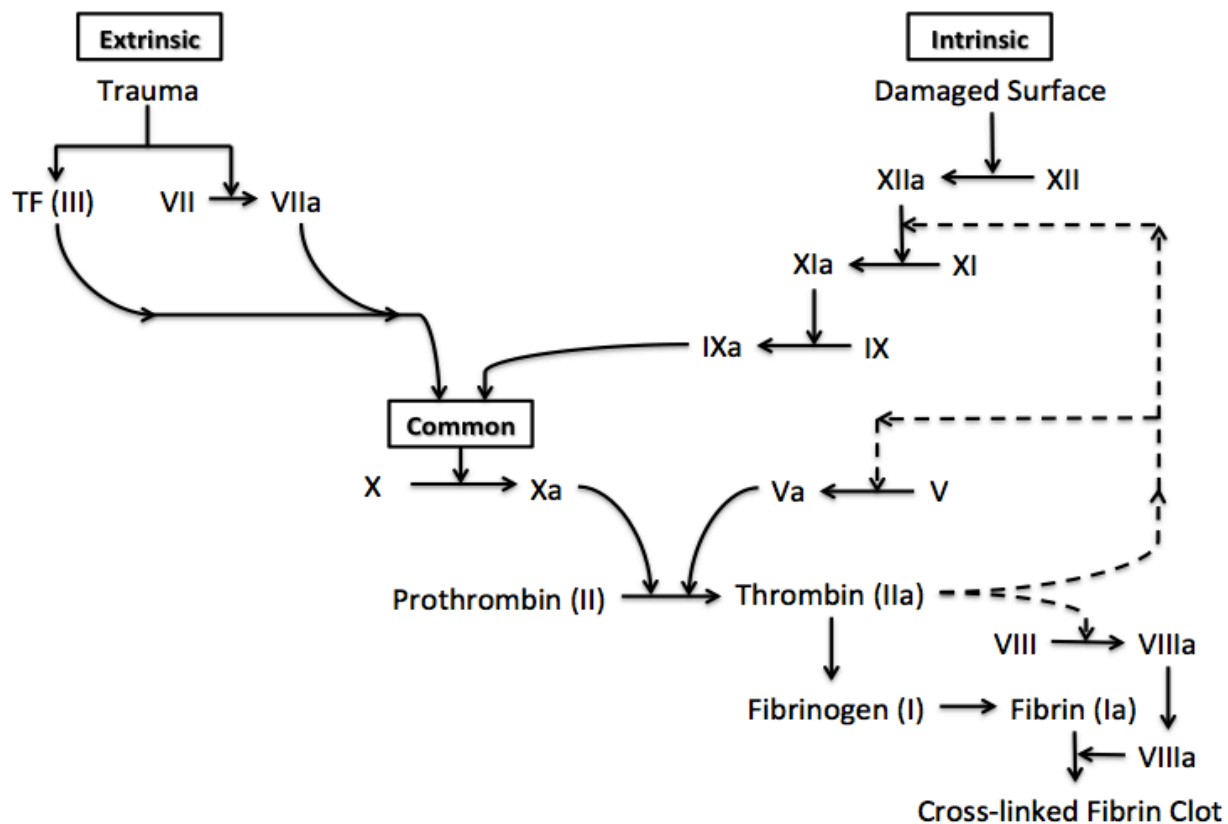 Extrinsic
Intrinsic
Trauma
Damaged Surface
TF (III)
VII
VIIa
XIIa
XII
XIa
XI
IXa
IX
Common
X
Xa
Va
V
Prothrombin (II)
Thrombin (IIa)
VIII
VIIIa
Fibrinogen (I)
Fibrin (Ia)
VIIIa
Cross-linked Fibrin Clot